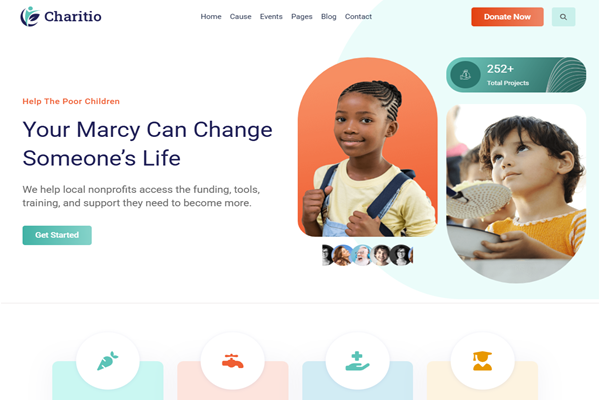 Charitio
Home Cause Events Pages Blog Contact
Donate Now
252+
Total Projects
Help The Poor Children
Your Marcy Can Change
Someone's Life
We help local nonprofits access the funding, tools,
training, and support they need to become more.
Get Started